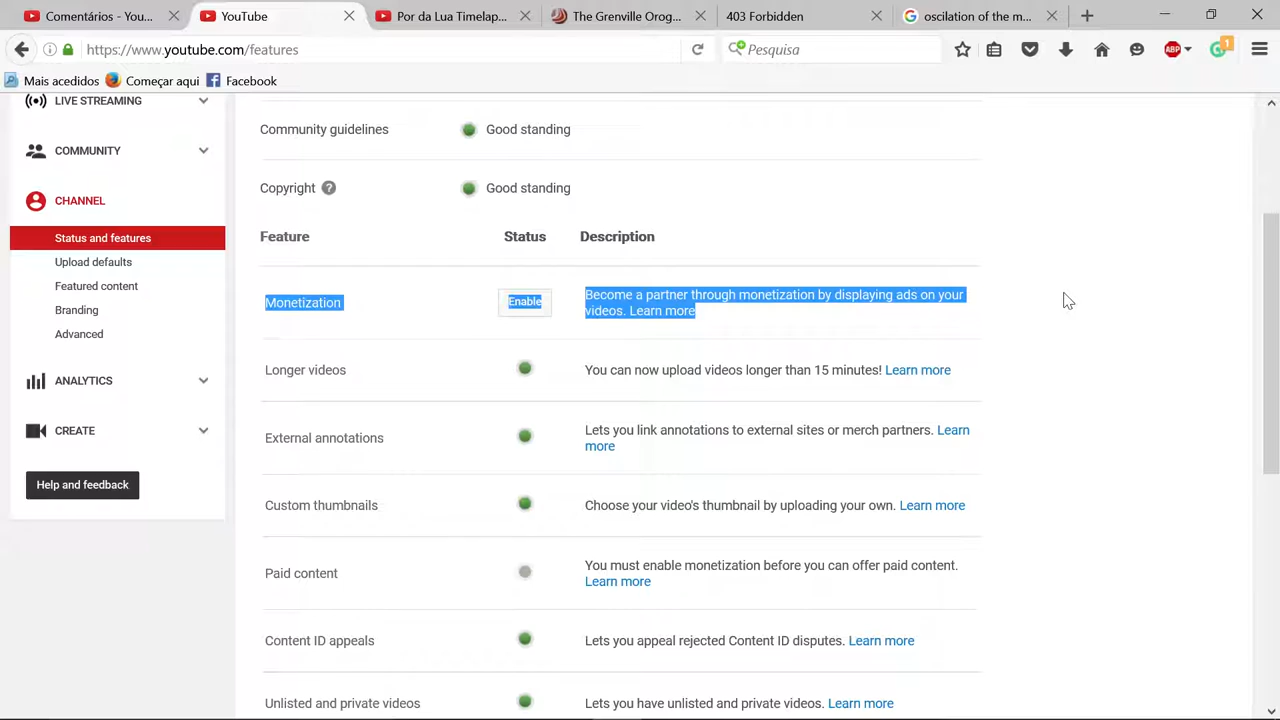 Comentários - You...
YouTube
Por da Lua Timelap...
The Grenville Orog...
403 Forbidden
oscilation of the m...
https://www.youtube.com/features
Pesquisa
ABP
1
Mais acedidos
Começar aqui
Facebook
LIVE STREAMING
COMMUNITY
CHANNEL
Status and features
Upload defaults
Featured content
Branding
Advanced
ANALYTICS
CREATE
Help and feedback
Community guidelines
Good standing
Copyright ?
Good standing
Feature Status Description
Monetization
Enable
Become a partner through monetization by displaying ads on your
videos. Learn more
Longer videos
You can now upload videos longer than 15 minutes! Learn more
External annotations
Lets you link annotations to external sites or merch partners. Learn
more
Custom thumbnails
Choose your video's thumbnail by uploading your own. Learn more
Paid content
You must enable monetization before you can offer paid content.
Learn more
Content ID appeals
Lets you appeal rejected Content ID disputes. Learn more
Unlisted and private videos
Lets you have unlisted and private videos. Learn more